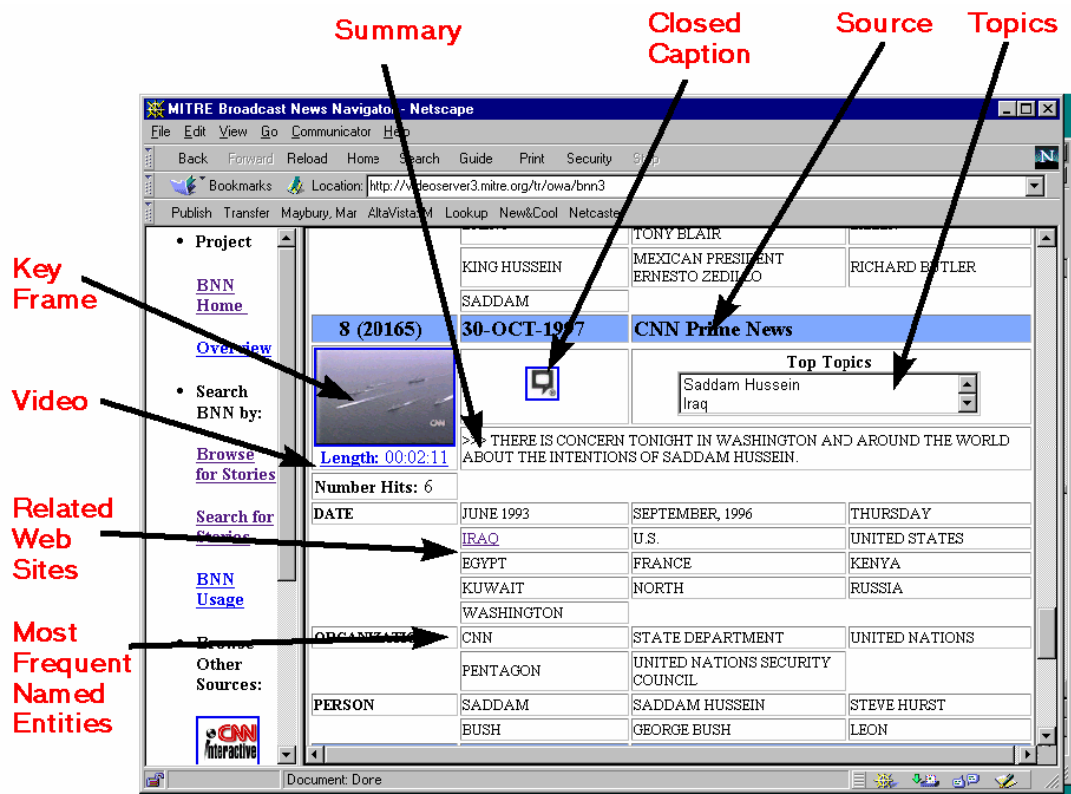 Summary
Closed
Caption
Source
Topics
MITRE Broadcast News Navigator - Netscape
File Edit View Go Communicator Help
Back Forward Reload Home Search Guide Print Security Stop
N
Bookmarks Location: http://videoserver3.mitre.org/tr/owa/bnn3
Publish Transfer Maybury, Mar AltaVista: M Lookup New&Cool Netcaster
Key
Frame
Video
Related
Web
Sites
Most
Frequent
Named
Entities
• Project
BNN
Home
Overview
• Search
BNN by:
Browse
for Stories
Search for
Stories
BNN
Usage
• Browse
Other
Sources:
CNN
interactive
TONY BLAIR
KING HUSSEIN
MEXICAN PRESIDENT
ERNESTO ZEDILLO
RICHARD BUTLER
SADDAM
8 (20165) 30-OCT-1997 CNN Prime News
CNN
Top Topics
Saddam Hussein
Iraq
Length: 00:02:11
>>> THERE IS CONCERN TONIGHT IN WASHINGTON AND AROUND THE WORLD
ABOUT THE INTENTIONS OF SADDAM HUSSEIN.
Number Hits: 6
DATE JUNE 1993 SEPTEMBER, 1996 THURSDAY
IRAQ U.S. UNITED STATES
EGYPT FRANCE KENYA
KUWAIT NORTH RUSSIA
WASHINGTON
ORGANIZATION CNN STATE DEPARTMENT UNITED NATIONS
PENTAGON
UNITED NATIONS SECURITY
COUNCIL
PERSON SADDAM SADDAM HUSSEIN STEVE HURST
BUSH GEORGE BUSH LEON
Document: Done